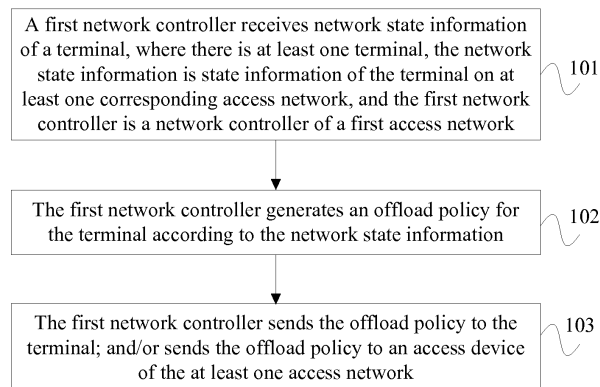 A first network controller receives network state information
of a terminal, where there is at least one terminal, the network
state information is state information of the terminal on at
least one corresponding access network, and the first network
controller is a network controller of a first access network
101
The first network controller generates an offload policy for
the terminal according to the network state information
102
The first network controller sends the offload policy to the
terminal; and/or sends the offload policy to an access device
of the at least one access network
103